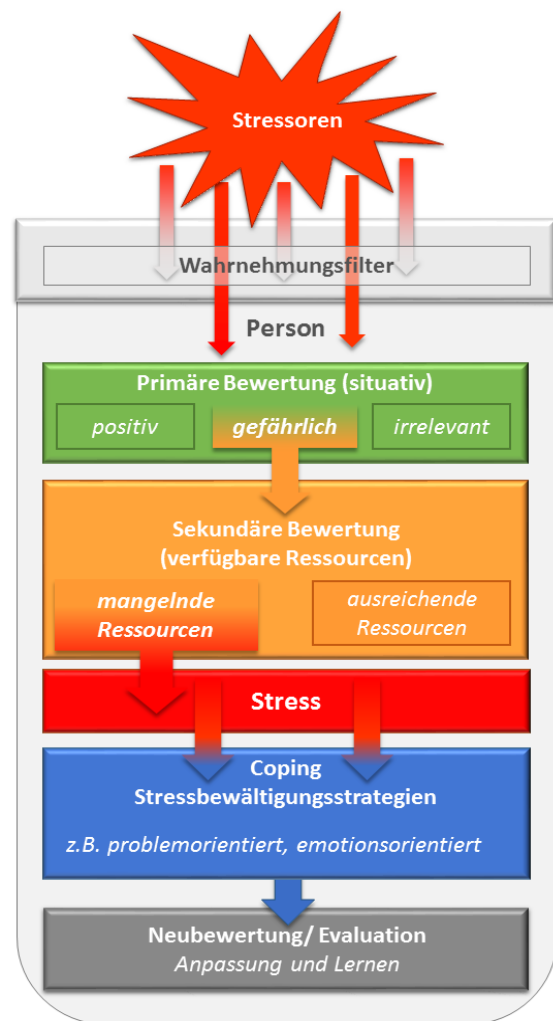 Stressoren
Wahrnehmungsfilter
Person
Primäre Bewertung (situativ)
positiv
gefährlich
irrelevant
Sekundäre Bewertung
(verfügbare Ressourcen)
mangelnde
Ressourcen
ausreichende
Ressourcen
Stress
Coping
Stressbewältigungsstrategien
z.B. problemorientiert, emotionsorientiert
Neubewertung/ Evaluation
Anpassung und Lernen